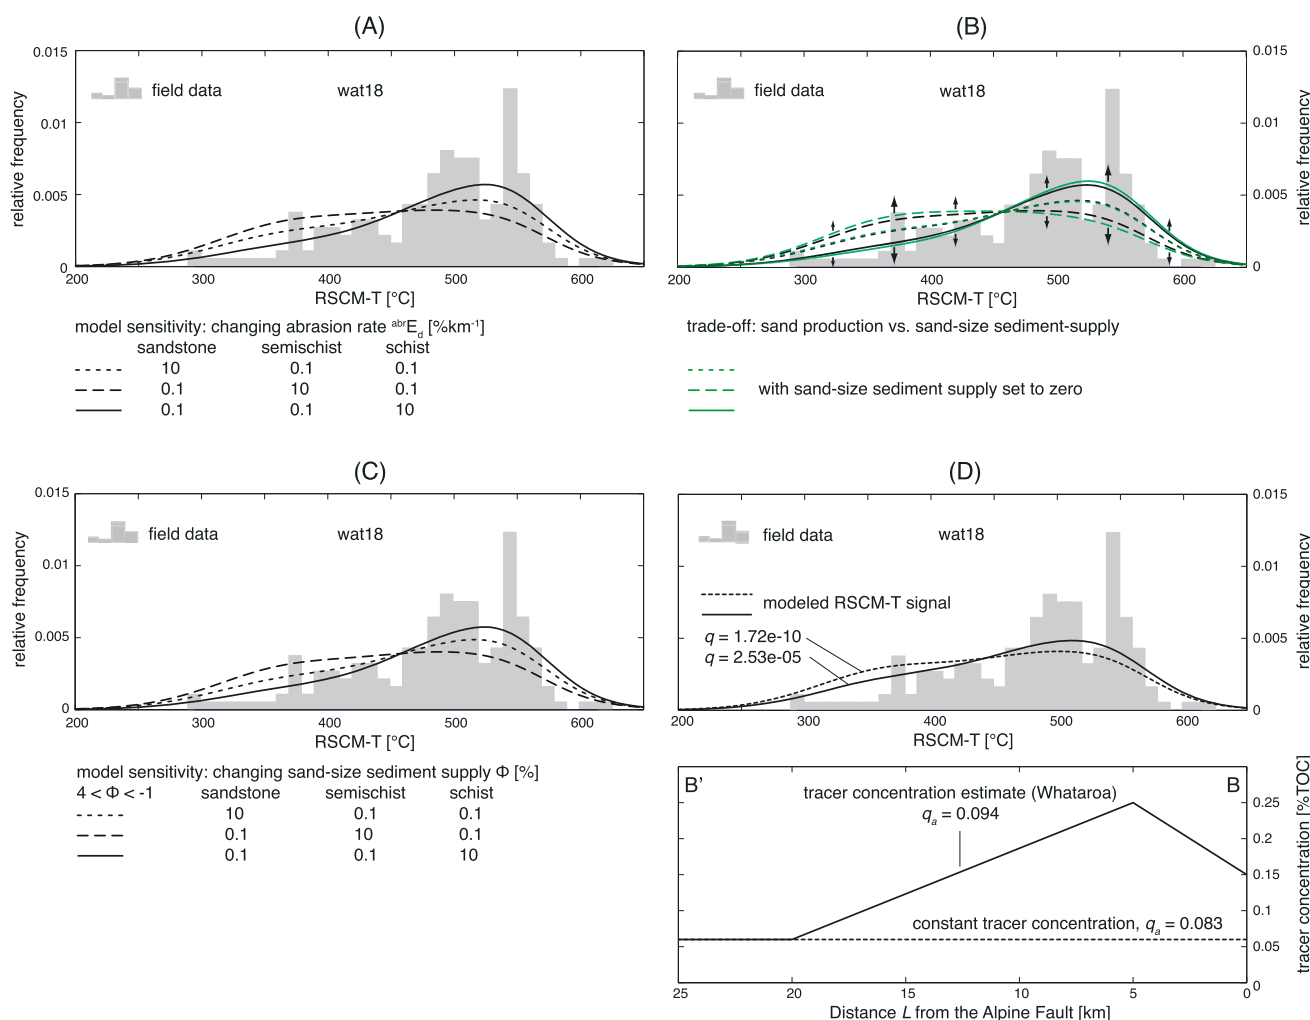 (A)
0.015
0.01
0.005
0
relative frequency
field data
wat18
200
300
400
500
600
RSCM-T [°C]
model sensitivity: changing abrasion rate ᵃᵇʳE_d [%km⁻¹]
sandstone semischist schist
10 0.1 0.1
0.1 10 0.1
0.1 0.1 10
(B)
field data
wat18
0.015
0.01
0.005
0
relative frequency
200
300
400
500
600
RSCM-T [°C]
trade-off: sand production vs. sand-size sediment-supply
with sand-size sediment supply set to zero
(C)
0.015
0.01
0.005
0
relative frequency
field data
wat18
200
300
400
500
600
RSCM-T [°C]
model sensitivity: changing sand-size sediment supply Φ [%]
4 < Φ < -1 sandstone semischist schist
10 0.1 0.1
0.1 10 0.1
0.1 0.1 10
(D)
field data
wat18
modeled RSCM-T signal
q = 1.72e-10
q = 2.53e-05
0.015
0.01
0.005
0
relative frequency
200
300
400
500
600
RSCM-T [°C]
B'
B
tracer concentration estimate (Whataroa)
qₐ = 0.094
constant tracer concentration, qₐ = 0.083
0.25
0.2
0.15
0.1
0.05
0
tracer concentration [%TOC]
25
20
15
10
5
0
Distance L from the Alpine Fault [km]